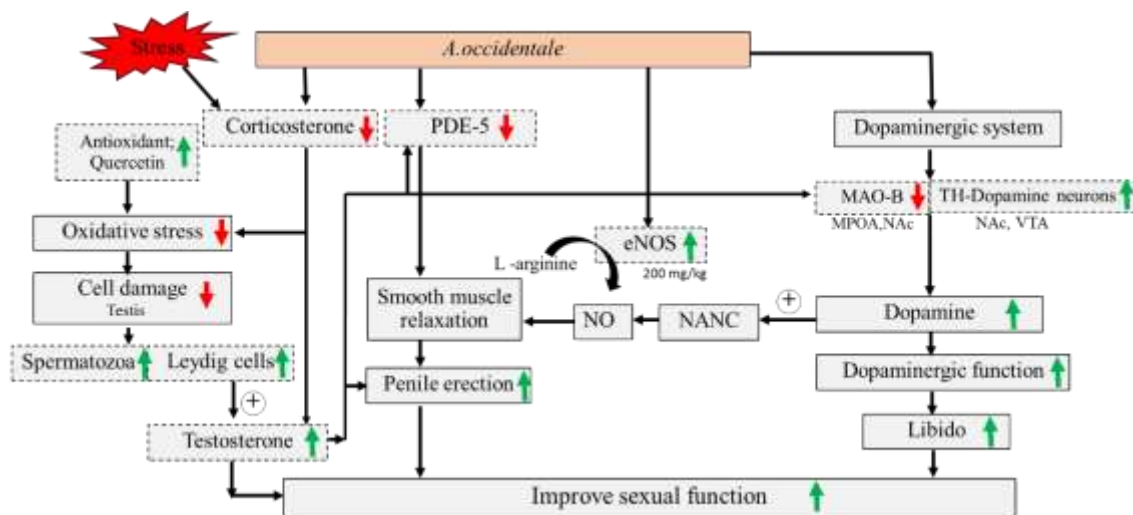 Stress
A.occidentale
Corticosterone
PDE-5
Dopaminergic system
Antioxidant;
Quercetin
MAO-B
TH-Dopamine neurons
MPOA,NAc
NAc, VTA
Oxidative stress
eNOS
L -arginine
200 mg/kg
Cell damage
Testis
Smooth muscle
relaxation
NO
NANC
+
Dopamine
Spermatozoa
Leydig cells
Penile erection
Dopaminergic function
+
Testosterone
Libido
Improve sexual function